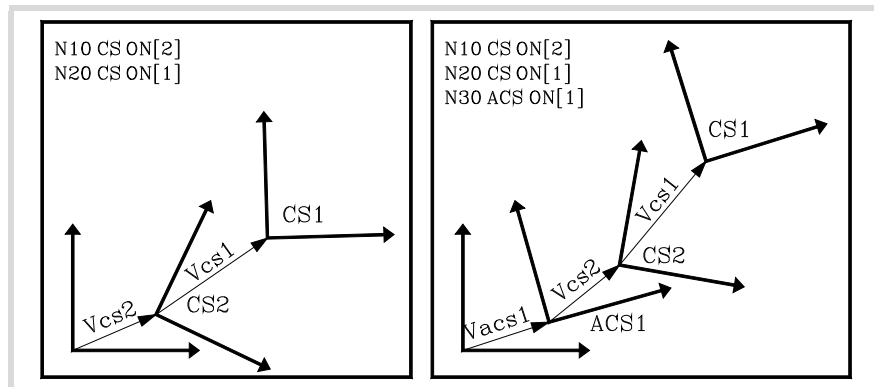 N10 CS ON[2]
N20 CS ON[1]
CS1
Vcs1
CS2
Vcs2
N10 CS ON[2]
N20 CS ON[1]
N30 ACS ON[1]
CS1
Vcs1
CS2
Vcs2
Vacs1
ACS1